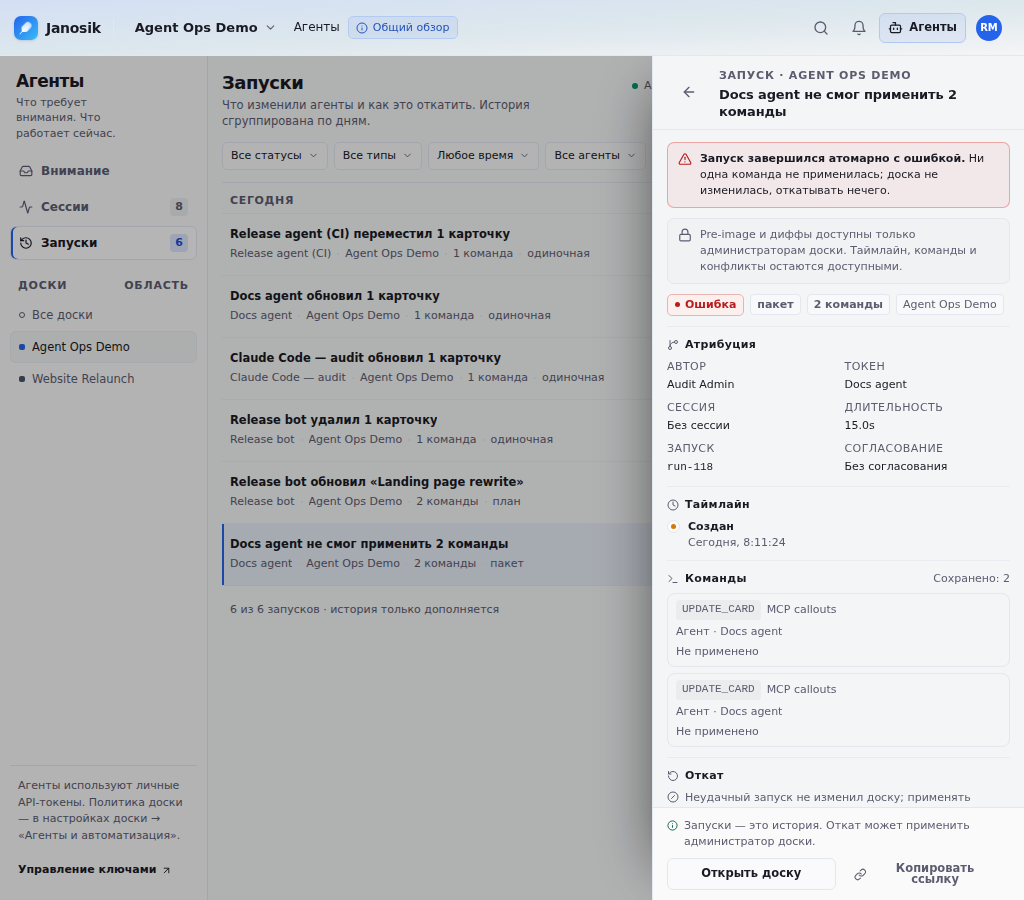 Janosik
Agent Ops Demo
Агенты
Общий обзор
Агенты
RM
Агенты
Что требует
внимания. Что
работает сейчас.
Внимание
Сессии 8
Запуски 6
ДОСКИ ОБЛАСТЬ
Все доски
Agent Ops Demo
Website Relaunch
Агенты используют личные
API-токены. Политика доски
— в настройках доски →
«Агенты и автоматизация».
Управление ключами
Запуски
Что изменили агенты и как это откатить. История
сгруппирована по дням.
Все статусы Все типы Любое время Все агенты
СЕГОДНЯ
Release agent (CI) переместил 1 карточку
Release agent (CI) · Agent Ops Demo · 1 команда · одиночная
Docs agent обновил 1 карточку
Docs agent · Agent Ops Demo · 1 команда · одиночная
Claude Code — audit обновил 1 карточку
Claude Code — audit · Agent Ops Demo · 1 команда · одиночная
Release bot удалил 1 карточку
Release bot · Agent Ops Demo · 1 команда · одиночная
Release bot обновил «Landing page rewrite»
Release bot · Agent Ops Demo · 2 команды · план
Docs agent не смог применить 2 команды
Docs agent · Agent Ops Demo · 2 команды · пакет
6 из 6 запусков · история только дополняется
ЗАПУСК · AGENT OPS DEMO
Docs agent не смог применить 2
команды
Запуск завершился атомарно с ошибкой. Ни
одна команда не применилась; доска не
изменилась, откатывать нечего.
Pre-image и диффы доступны только
администраторам доски. Таймлайн, команды и
конфликты остаются доступными.
Ошибка пакет 2 команды Agent Ops Demo
Атрибуция
АВТОР ТОКЕН
Audit Admin Docs agent
СЕССИЯ ДЛИТЕЛЬНОСТЬ
Без сессии 15.0s
ЗАПУСК СОГЛАСОВАНИЕ
run-118 Без согласования
Таймлайн
Создан
Сегодня, 8:11:24
Команды Сохранено: 2
UPDATE_CARD MCP callouts
Агент · Docs agent
Не применено
UPDATE_CARD MCP callouts
Агент · Docs agent
Не применено
Откат
Неудачный запуск не изменил доску; применять
Запуски — это история. Откат может применить
администратор доски.
Открыть доску
Копировать
ссылку